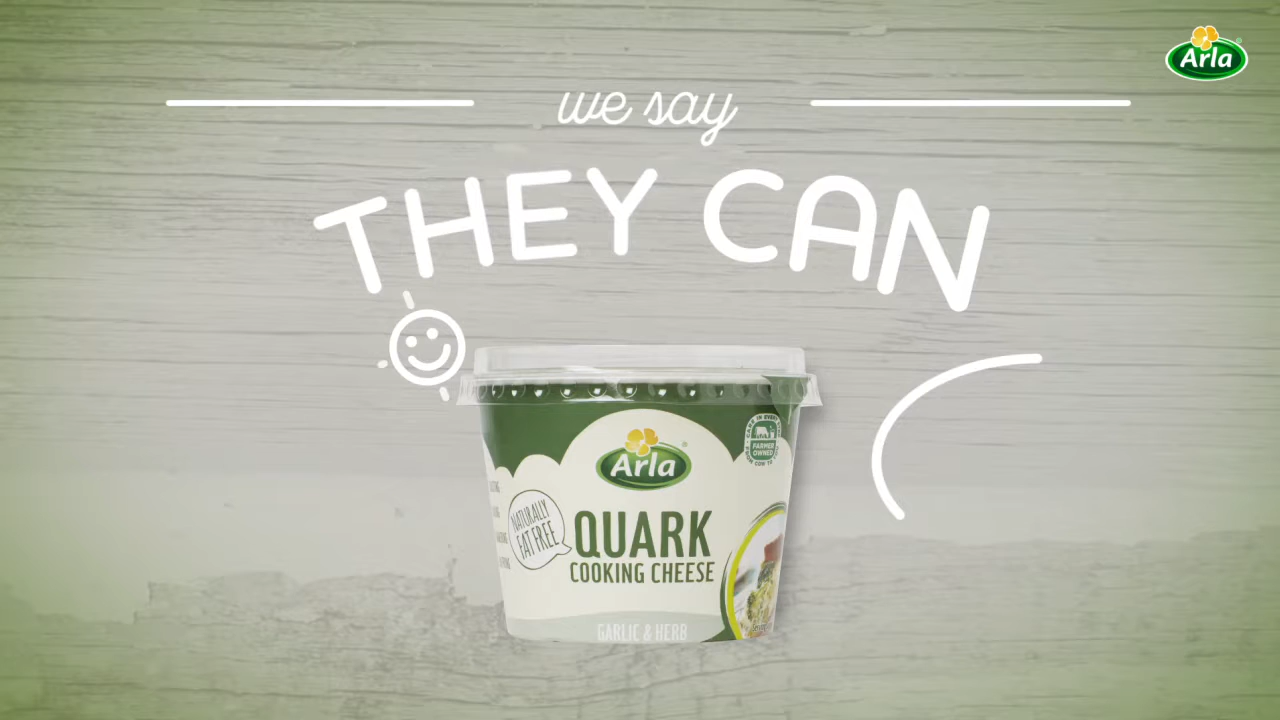 Arla
we say
THEY CAN
Arla
FARMER
OWNED
NATURALLY
FAT FREE
QUARK
COOKING CHEESE
GARLIC & HERB